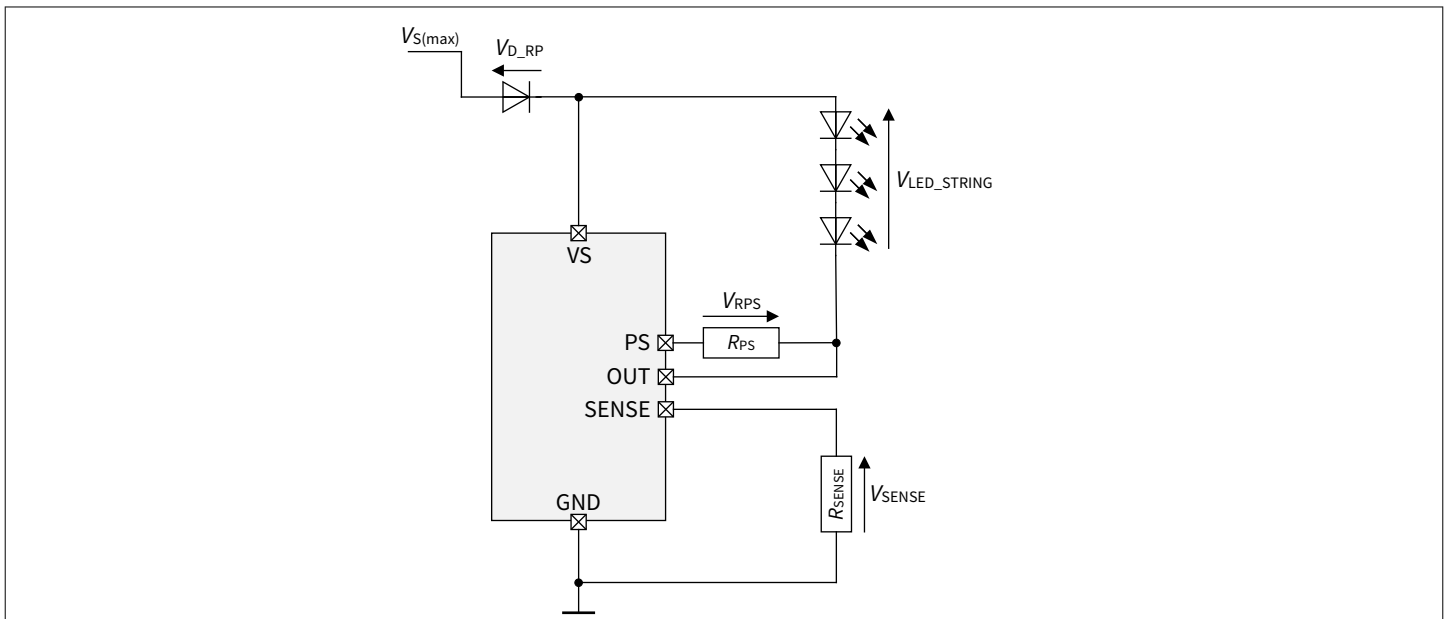 VS(max)
VD_RP
VLED_STRING
VS
VRPS
PS
RPS
OUT
SENSE
RSENSE
VSENSE
GND